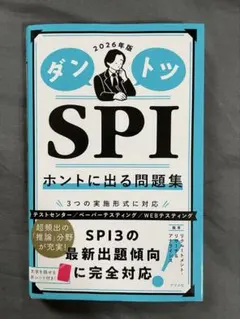 2026年版
ダントツ
SPI
ホントに出る問題集
3つの実施形式に対応
テストセンター/ペーパーテスティング/WEBテスティング
超頻出の
「推論」分野
が充実!
SPI3の
最新出題傾向
に完全対応!